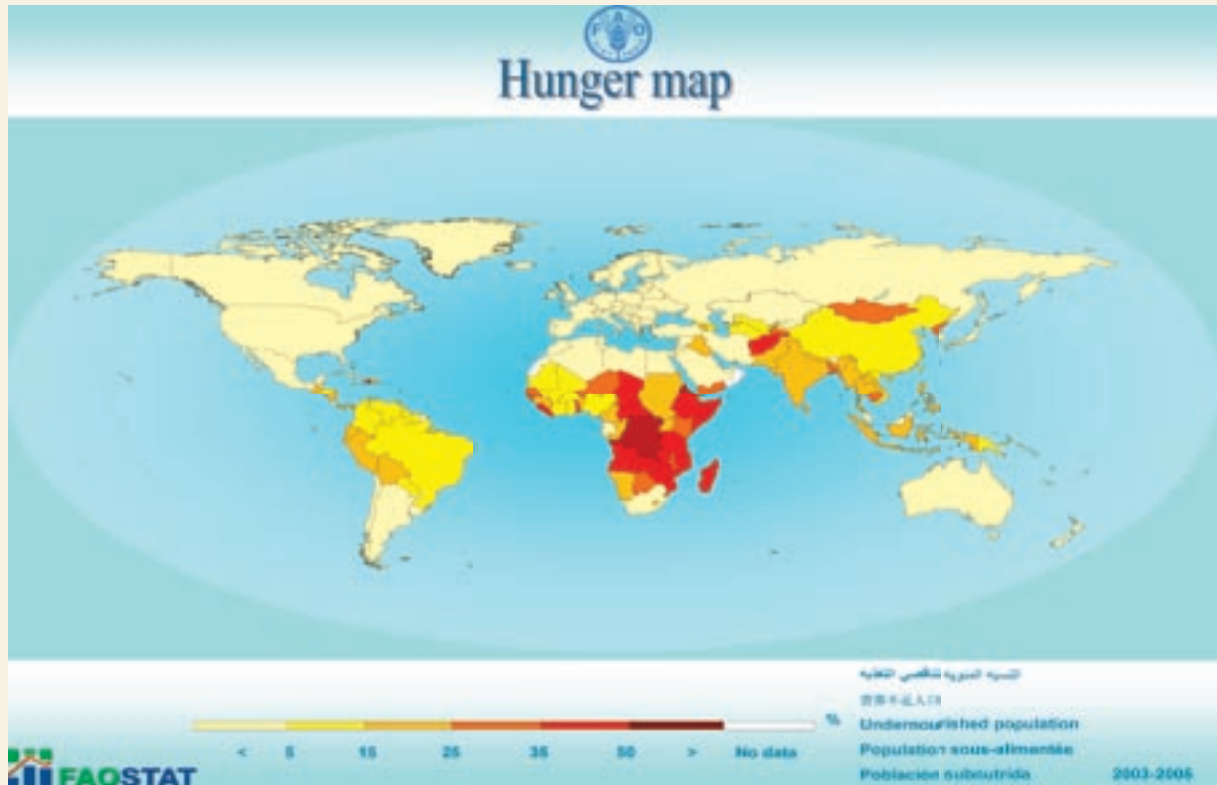 FAO
Hunger map
%
< 5 15 25 35 50 > No data
Undernourished population
Population sous-alimentée
Población subnutrida
2003-2005
FAOSTAT